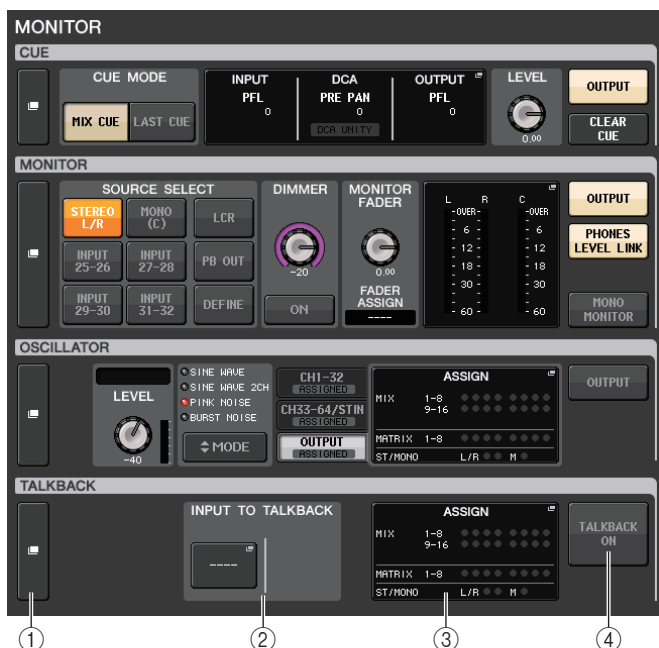 MONITOR
CUE
CUE MODE
MIX CUE
LAST CUE
INPUT
PFL
0
DCA
PRE PAN
0
DCA UNITY
OUTPUT
PFL
0
LEVEL
0.00
OUTPUT
CLEAR
CUE
MONITOR
SOURCE SELECT
STEREO
L/R
MONO
(C)
LCR
INPUT
25-26
INPUT
27-28
PB OUT
INPUT
29-30
INPUT
31-32
DEFINE
DIMMER
-20
ON
MONITOR
FADER
0.00
FADER
ASSIGN
----
L R C
-OVER- -OVER
- 6 - - 6
- 12 - - 12
- 18 - - 18
- 30 - - 30
- 60 - - 60
OUTPUT
PHONES
LEVEL LINK
MONO
MONITOR
OSCILLATOR
LEVEL
-40
SINE WAVE
SINE WAVE 2CH
PINK NOISE
BURST NOISE
MODE
CH1-32
ASSIGNED
CH33-64/STIN
ASSIGNED
OUTPUT
ASSIGNED
ASSIGN
MIX 1-8
9-16
MATRIX 1-8
ST/MONO L/R M
OUTPUT
TALKBACK
INPUT TO TALKBACK
----
ASSIGN
MIX 1-8
9-16
MATRIX 1-8
ST/MONO L/R M
TALKBACK
ON
1 2 3 4